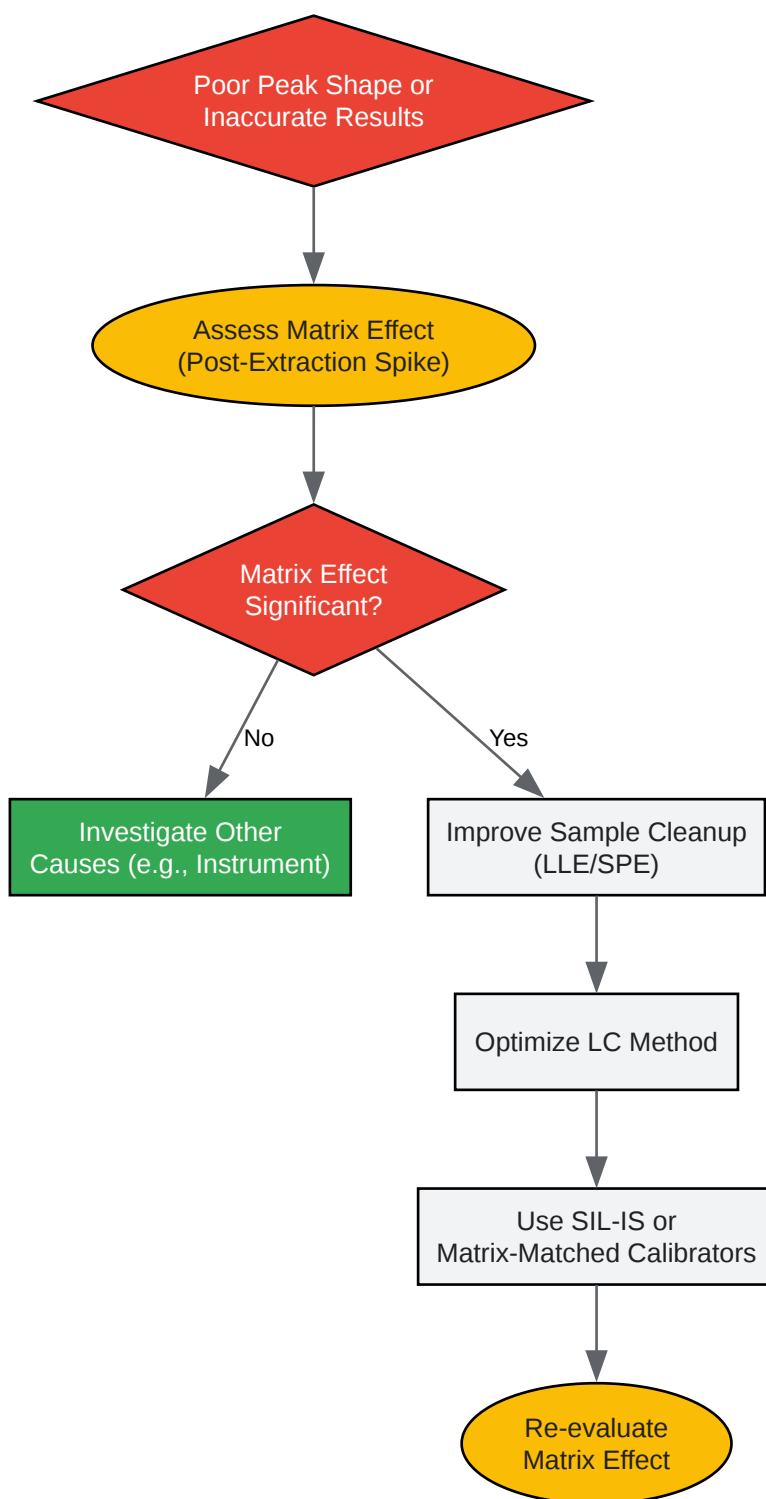 Poor Peak Shape or
Inaccurate Results
Assess Matrix Effect
(Post-Extraction Spike)
Matrix Effect
Significant?
No
Yes
Investigate Other
Causes (e.g., Instrument)
Improve Sample Cleanup
(LLE/SPE)
Optimize LC Method
Use SIL-IS or
Matrix-Matched Calibrators
Re-evaluate
Matrix Effect